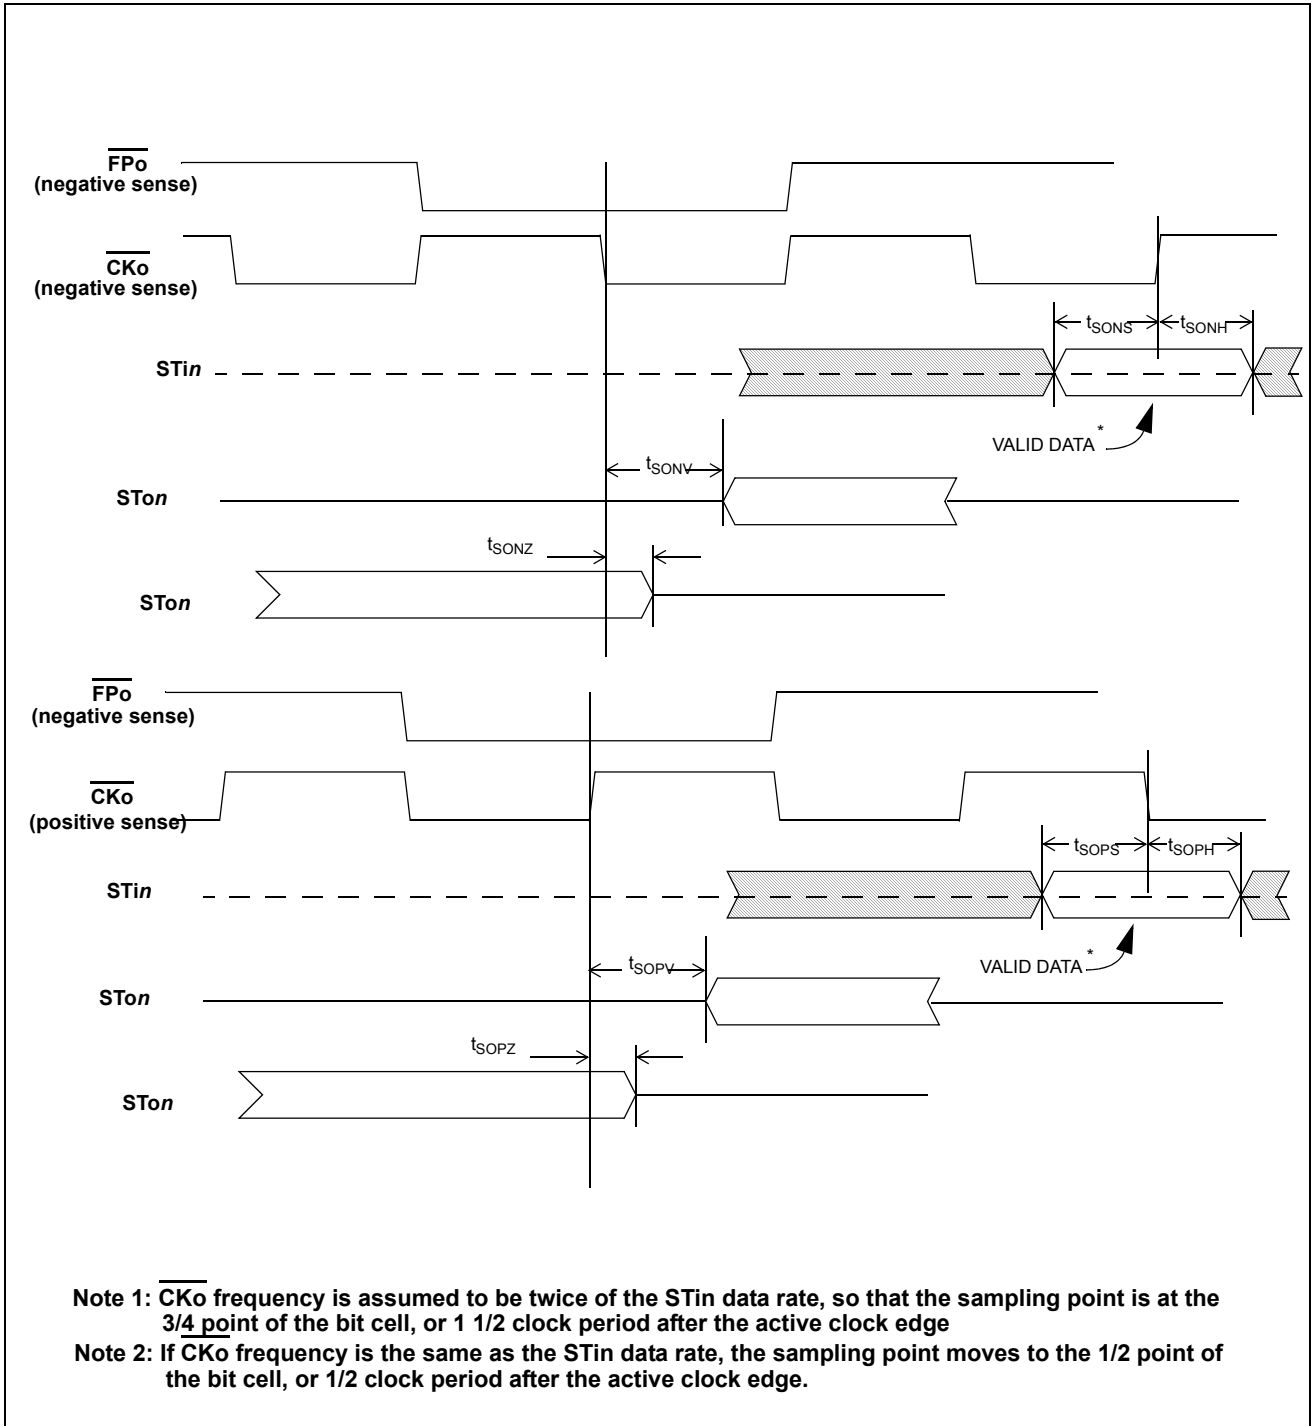 FPo
(negative sense)
CKo
(negative sense)
tSONS
tSONH
STin
VALID DATA *
tSONV
STon
tSONZ
STon
FPo
(negative sense)
CKo
(positive sense)
tSOPS
tSOPH
STin
VALID DATA *
tSOPV
STon
tSOPZ
STon
Note 1: CKo frequency is assumed to be twice of the STin data rate, so that the sampling point is at the
3/4 point of the bit cell, or 1 1/2 clock period after the active clock edge
Note 2: If CKo frequency is the same as the STin data rate, the sampling point moves to the 1/2 point of
the bit cell, or 1/2 clock period after the active clock edge.